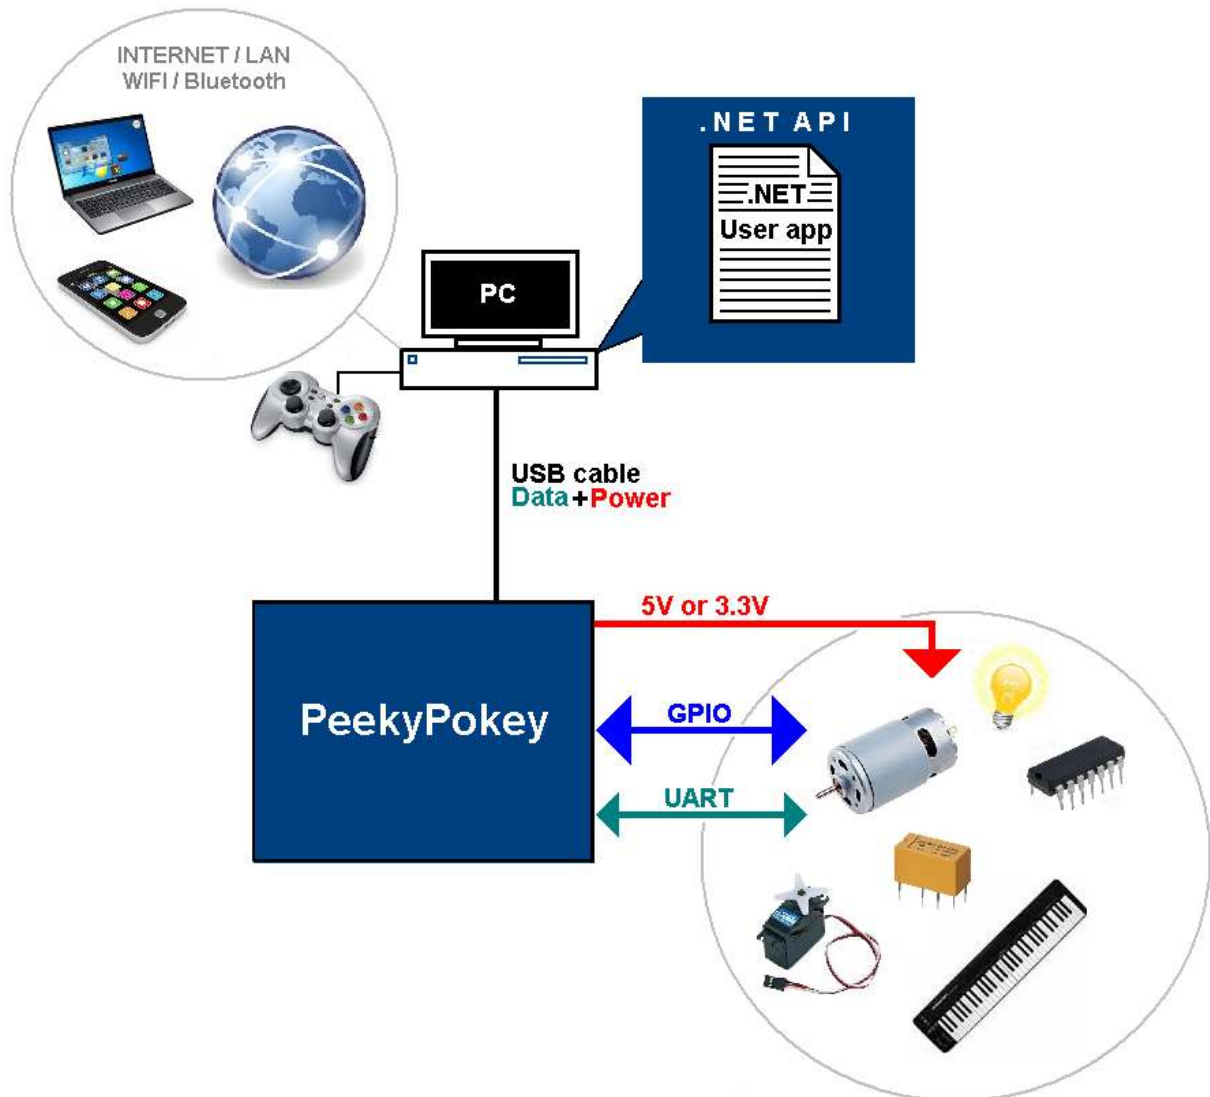 INTERNET / LAN
WIFI / Bluetooth
.NET API
.NET
User app
PC
USB cable
Data+Power
5V or 3.3V
PeekyPokey
GPIO
UART